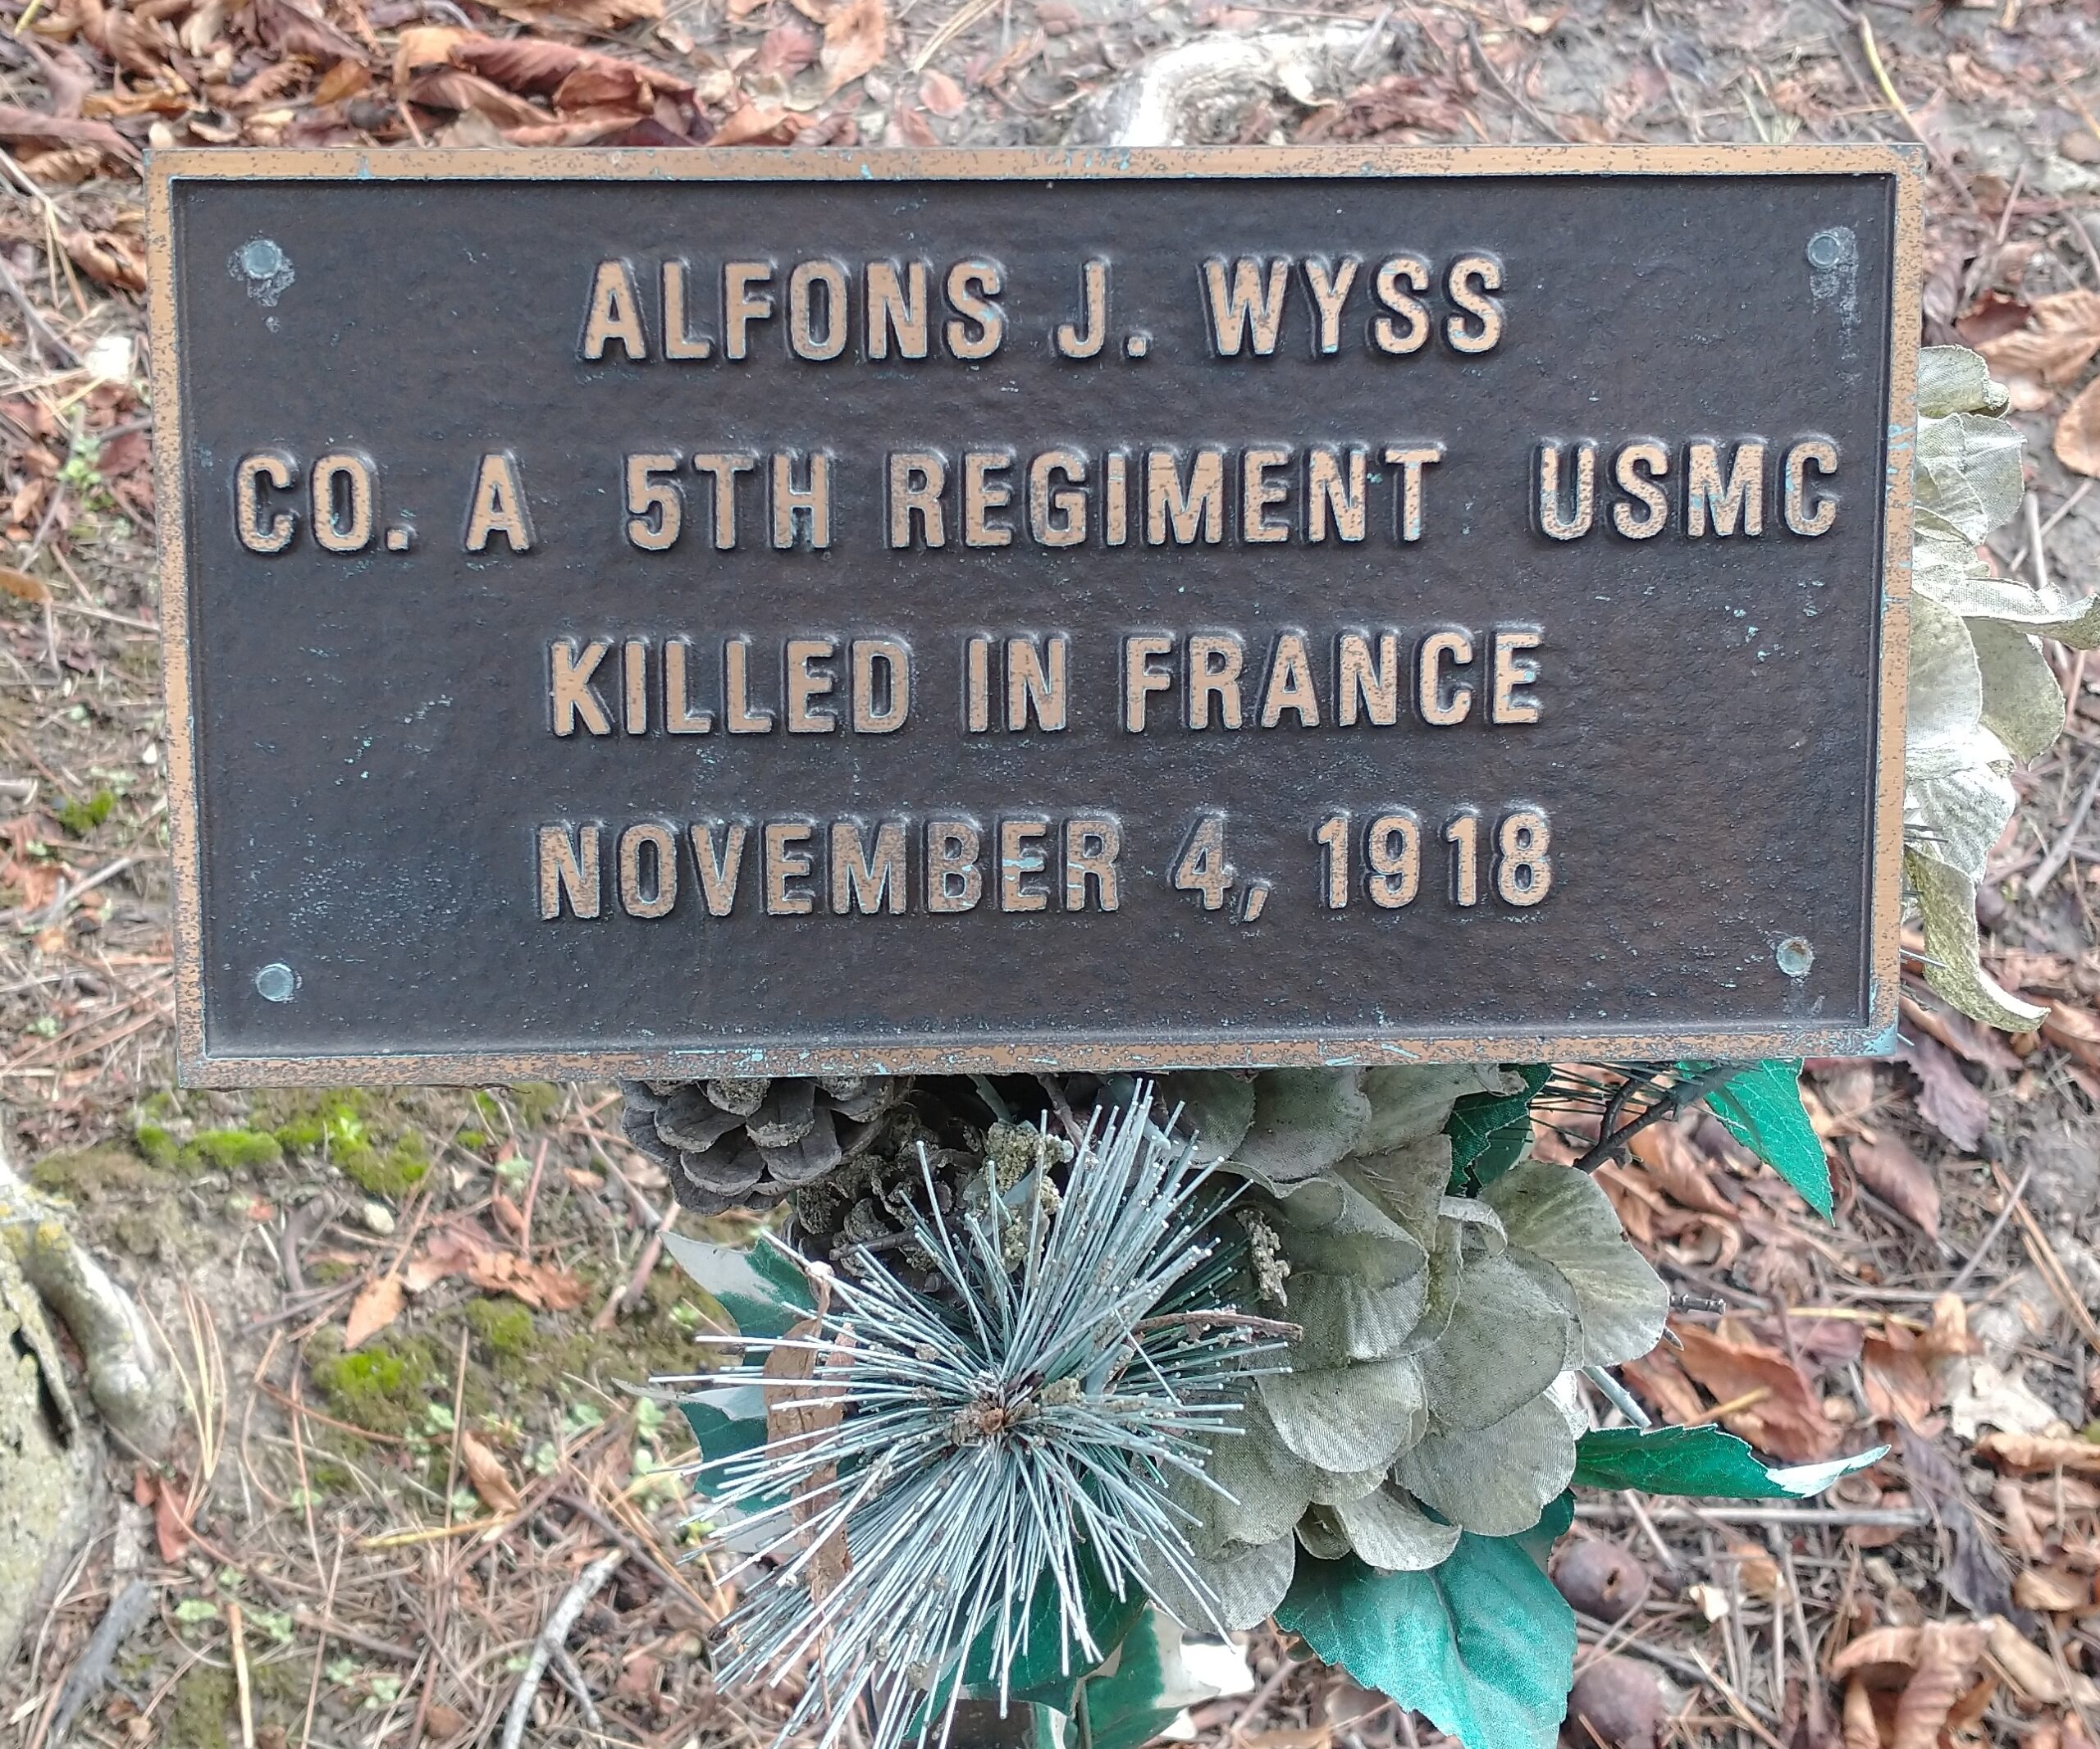 ALFONS J. WYSS
CO. A 5TH REGIMENT USMC
KILLED IN FRANCE
NOVEMBER 4, 1918